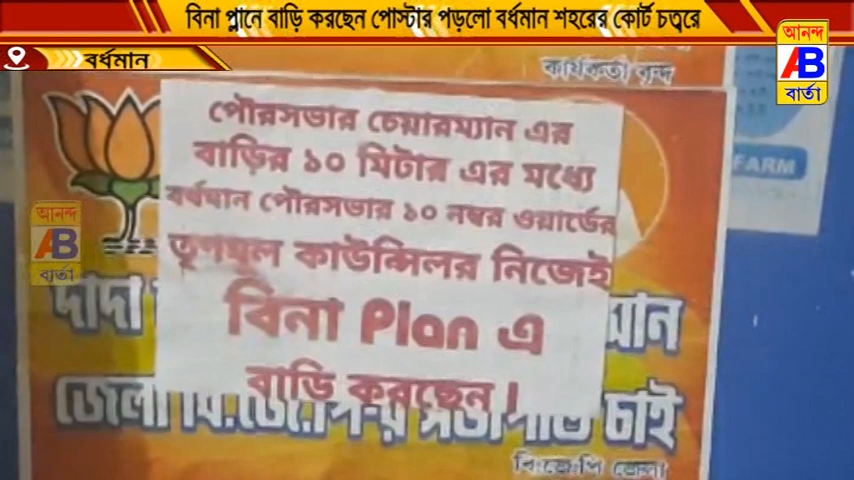 বিনা প্লানে বাড়ি করছেন পোস্টার পড়লো বর্ধমান শহরের কোর্ট চত্বরে
বর্ধমান
আনন্দ
AB
বার্তা
কার্যকর্তা বৃন্দ
পৌরসভার চেয়ারম্যান এর
বাড়ির ১০ মিটার এর মধ্যে
বর্ধমান পৌরসভার ১০ নম্বর ওয়ার্ডের
তৃণমূল কাউন্সিলর নিজেই
বিনা Plan এ
বাড়ি করছেন।
FARM
আনন্দ
AB
বার্তা
দাদা
জেলা বি.জে.পি-র সভাপতি চাই
বিজেপি জেলা